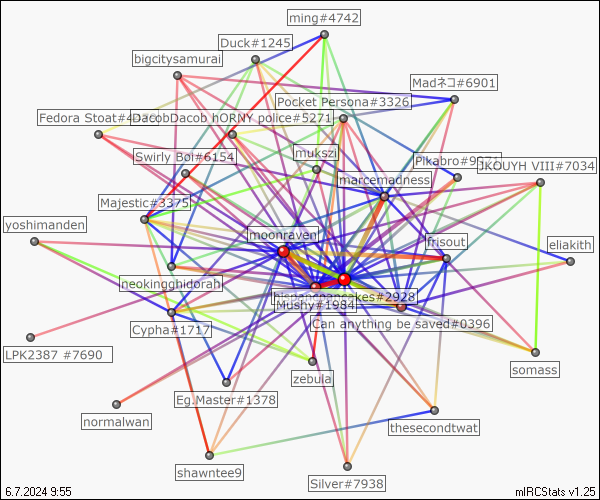 ming#4742
Duck#1245
bigcitysamurai
Madネコ#6901
Pocket Persona#3326
Fedora Stoat#4
DacobDacob hORNY police#5271
mukszi
Swirly Boi#6154
Pikabro#9
JKOUYH VIII#7034
marcemadness
Majestic#3375
yoshimanden
moonraven
frisout
eliakith
neokingghidorah
hispanicpancakes#2928
Mushy#1984
Can anything be saved#0396
Cypha#1717
LPK2387 #7690
somass
zebula
Eg.Master#1378
normalwan
thesecondtwat
shawntee9
Silver#7938
6.7.2024 9:55
mIRCStats v1.25